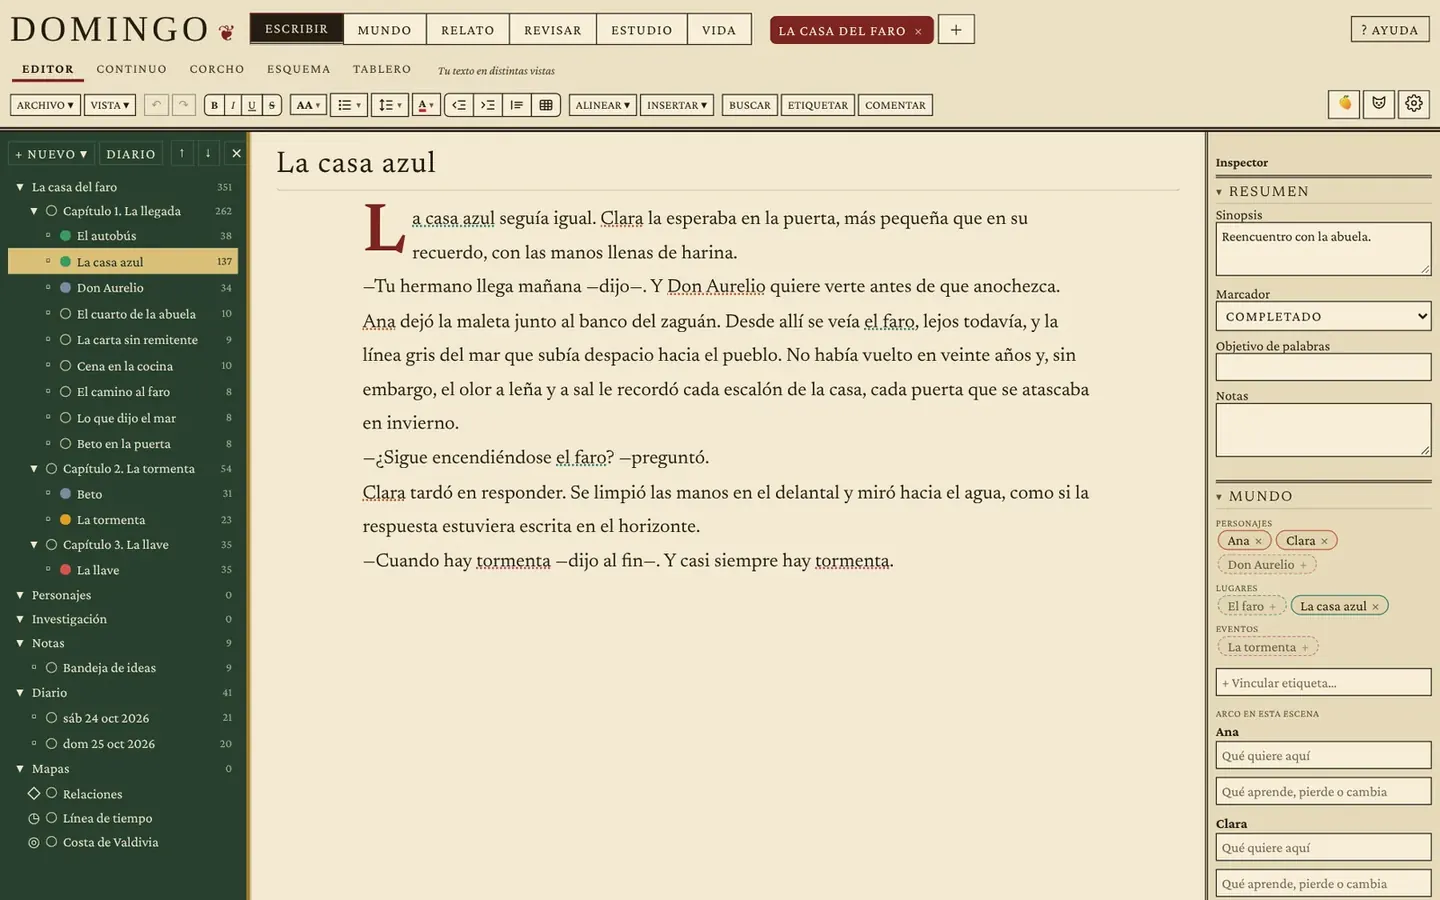 DOMINGO ❦
ESCRIBIR MUNDO RELATO REVISAR ESTUDIO VIDA
LA CASA DEL FARO × +
? AYUDA
EDITOR CONTINUO CORCHO ESQUEMA TABLERO Tu texto en distintas vistas
ARCHIVO ▾ VISTA ▾ B I U S AA ▾ A ▾ ALINEAR ▾ INSERTAR ▾ BUSCAR ETIQUETAR COMENTAR
+ NUEVO ▾ DIARIO ↑ ↓ ×
La casa del faro 351
Capítulo 1. La llegada 262
El autobús 38
La casa azul 137
Don Aurelio 34
El cuarto de la abuela 10
La carta sin remitente 9
Cena en la cocina 10
El camino al faro 8
Lo que dijo el mar 8
Beto en la puerta 8
Capítulo 2. La tormenta 54
Beto 31
La tormenta 23
Capítulo 3. La llave 35
La llave 35
Personajes 0
Investigación 0
Notas 9
Bandeja de ideas 9
Diario 41
sáb 24 oct 2026 21
dom 25 oct 2026 20
Mapas 0
Relaciones
Línea de tiempo
Costa de Valdivia
La casa azul
La casa azul seguía igual. Clara la esperaba en la puerta, más pequeña que en su
recuerdo, con las manos llenas de harina.
—Tu hermano llega mañana —dijo—. Y Don Aurelio quiere verte antes de que anochezca.
Ana dejó la maleta junto al banco del zaguán. Desde allí se veía el faro, lejos todavía, y la
línea gris del mar que subía despacio hacia el pueblo. No había vuelto en veinte años y, sin
embargo, el olor a leña y a sal le recordó cada escalón de la casa, cada puerta que se atascaba
en invierno.
—¿Sigue encendiéndose el faro? —preguntó.
Clara tardó en responder. Se limpió las manos en el delantal y miró hacia el agua, como si la
respuesta estuviera escrita en el horizonte.
—Cuando hay tormenta —dijo al fin—. Y casi siempre hay tormenta.
Inspector
▾ RESUMEN
Sinopsis
Reencuentro con la abuela.
Marcador
COMPLETADO
Objetivo de palabras
Notas
▾ MUNDO
PERSONAJES
Ana × Clara ×
Don Aurelio +
LUGARES
El faro + La casa azul ×
EVENTOS
La tormenta +
+ Vincular etiqueta...
ARCO EN ESTA ESCENA
Ana
Qué quiere aquí
Qué aprende, pierde o cambia
Clara
Qué quiere aquí
Qué aprende, pierde o cambia